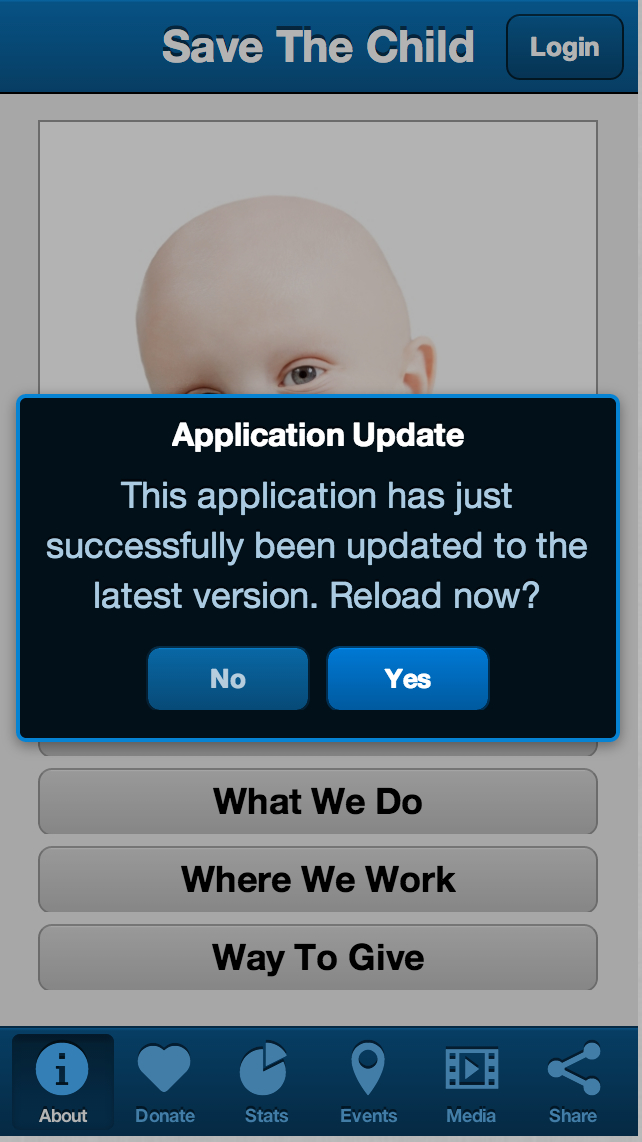 Save The Child
Login
Application Update
This application has just
successfully been updated to the
latest version. Reload now?
No
Yes
What We Do
Where We Work
Way To Give
About
Donate
Stats
Events
Media
Share